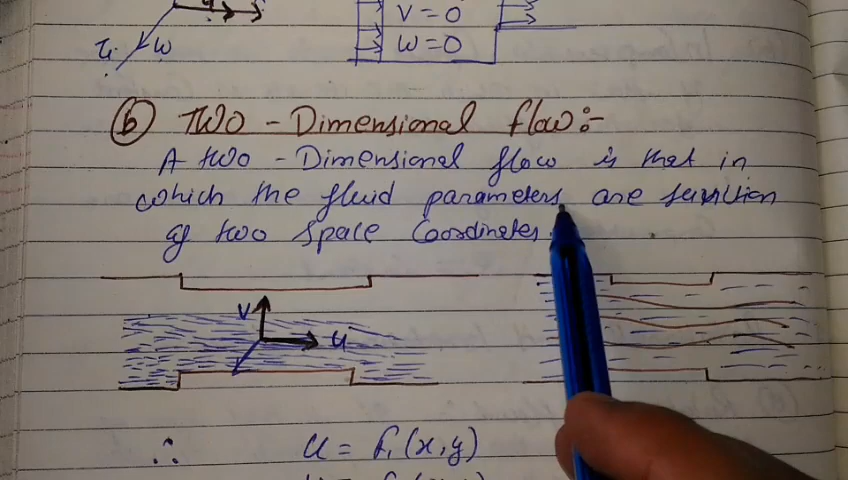 V = 0
W = 0
W
(b) TWO - Dimensional flow:-
A two - Dimensional flow is that in
which the fluid parameters are function
of two space Coordinates.
V
u
∴ u = f₁(x,y)